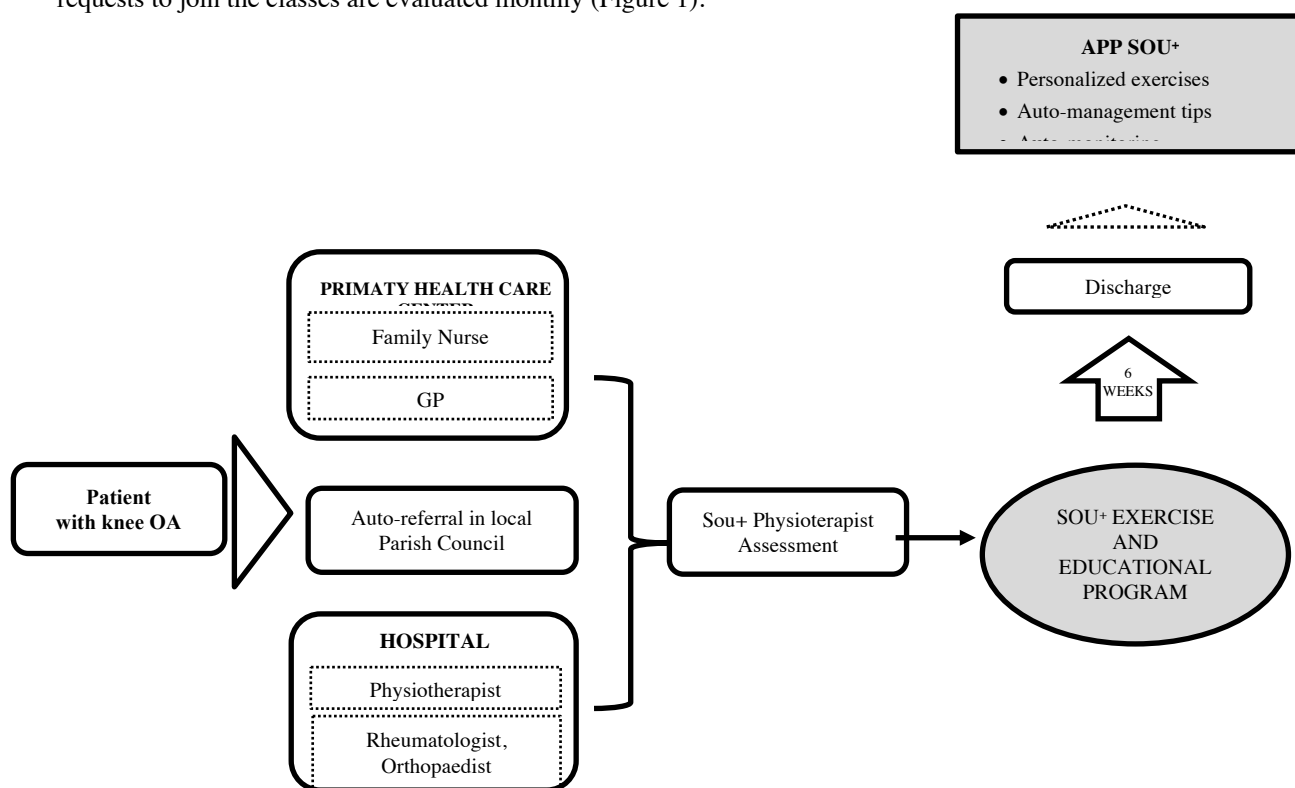 requests to join the classes are evaluated monthly (Figure 1).
APP SOU+
• Personalized exercises
• Auto-management tips
PRIMATY HEALTH CARE
Family Nurse
GP
Patient
with knee OA
Auto-referral in local
Parish Council
HOSPITAL
Physiotherapist
Rheumatologist,
Orthopaedist
Sou+ Physioterapist
Assessment
SOU+ EXERCISE
AND
EDUCATIONAL
PROGRAM
6
WEEKS
Discharge